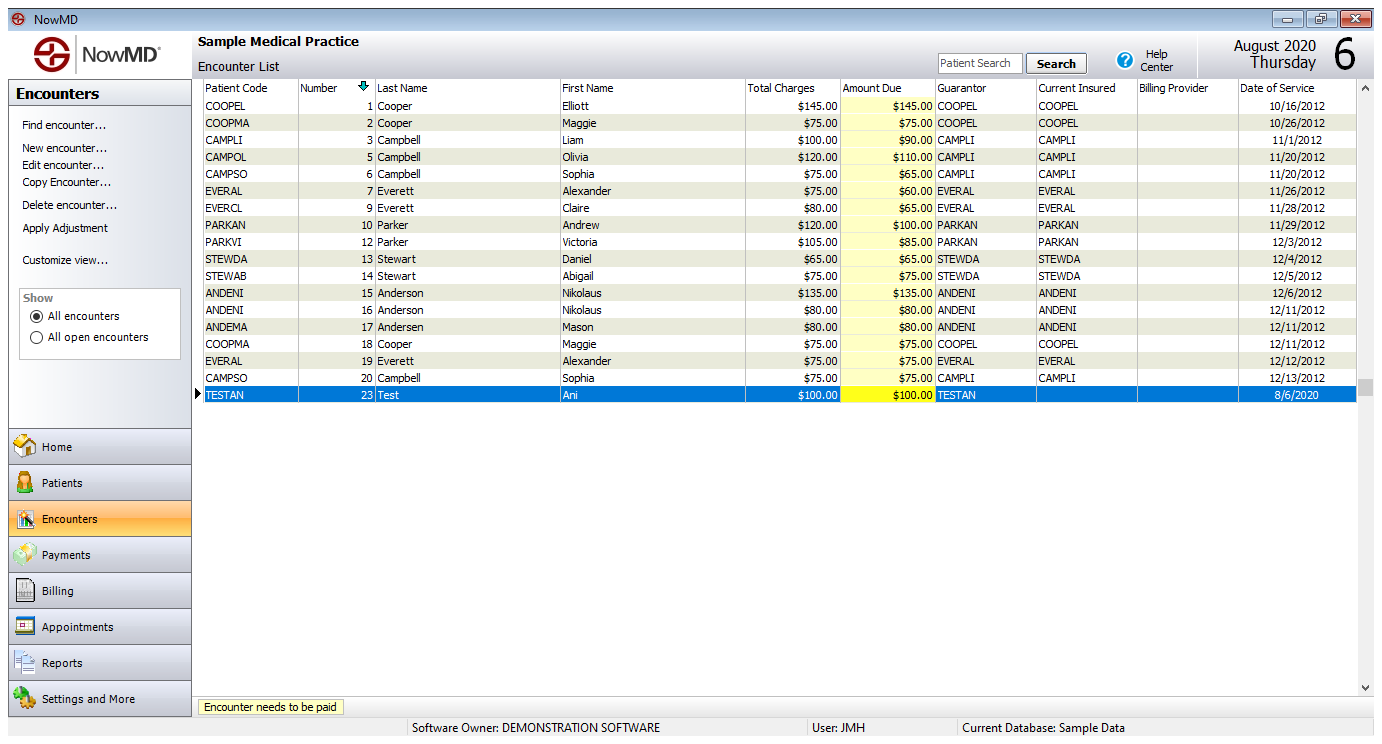 NowMD
NowMD®
Sample Medical Practice
Encounter List
Patient Search
Search
Help Center
August 2020
Thursday
6
Encounters
Find encounter...
New encounter...
Edit encounter...
Copy Encounter...
Delete encounter...
Apply Adjustment
Customize view...
Show
All encounters
All open encounters
Home
Patients
Encounters
Payments
Billing
Appointments
Reports
Settings and More
Patient Code Number Last Name First Name Total Charges Amount Due Guarantor Current Insured Billing Provider Date of Service
COOPEL 1 Cooper Elliott $145.00 $145.00 COOPEL COOPEL 10/16/2012
COOPMA 2 Cooper Maggie $75.00 $75.00 COOPEL COOPEL 10/26/2012
CAMPLI 3 Campbell Liam $100.00 $90.00 CAMPLI CAMPLI 11/1/2012
CAMPOL 5 Campbell Olivia $120.00 $110.00 CAMPLI CAMPLI 11/20/2012
CAMPSO 6 Campbell Sophia $75.00 $65.00 CAMPLI CAMPLI 11/20/2012
EVERAL 7 Everett Alexander $75.00 $60.00 EVERAL EVERAL 11/26/2012
EVERCL 9 Everett Claire $80.00 $65.00 EVERAL EVERAL 11/28/2012
PARKAN 10 Parker Andrew $120.00 $100.00 PARKAN PARKAN 11/29/2012
PARKVI 12 Parker Victoria $105.00 $85.00 PARKAN PARKAN 12/3/2012
STEWDA 13 Stewart Daniel $65.00 $65.00 STEWDA STEWDA 12/4/2012
STEWAB 14 Stewart Abigail $75.00 $75.00 STEWDA STEWDA 12/5/2012
ANDENI 15 Anderson Nikolaus $135.00 $135.00 ANDENI ANDENI 12/6/2012
ANDENI 16 Anderson Nikolaus $80.00 $80.00 ANDENI ANDENI 12/11/2012
ANDEMA 17 Andersen Mason $80.00 $80.00 ANDENI ANDENI 12/11/2012
COOPMA 18 Cooper Maggie $75.00 $75.00 COOPEL COOPEL 12/11/2012
EVERAL 19 Everett Alexander $75.00 $75.00 EVERAL EVERAL 12/12/2012
CAMPSO 20 Campbell Sophia $75.00 $75.00 CAMPLI CAMPLI 12/13/2012
TESTAN 23 Test Ani $100.00 $100.00 TESTAN 8/6/2020
Encounter needs to be paid
Software Owner: DEMONSTRATION SOFTWARE User: JMH Current Database: Sample Data